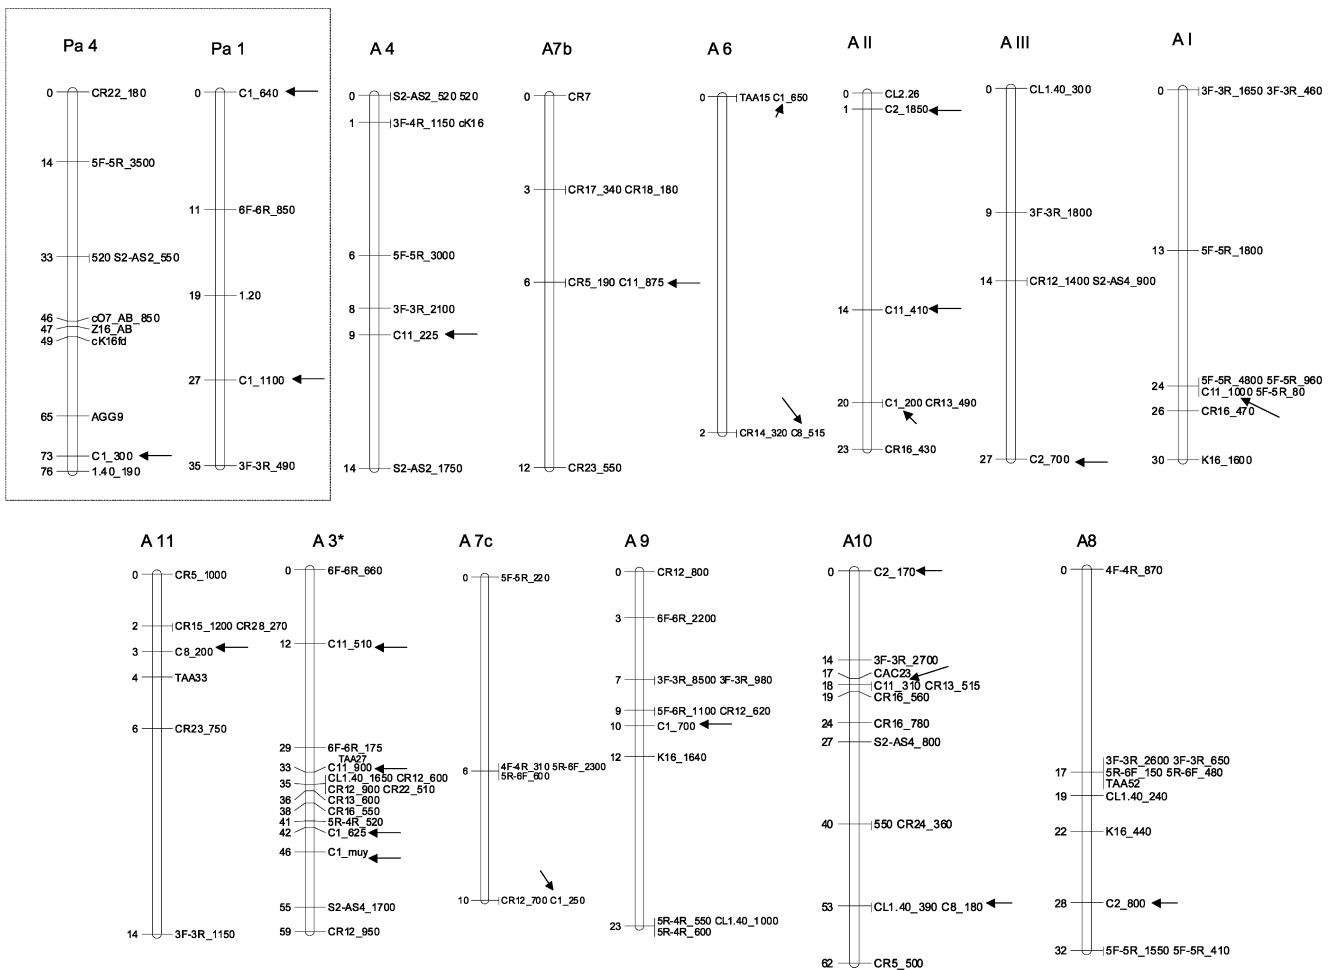 Pa 4
0 CR22_180
14 5F-5R_3500
33 520 S2-AS2_550
46 cO7_AB_850
47 Z16_AB
49 cK16fd
65 AGG9
73 C1_300
76 1.40_190
Pa 1
0 C1_640
11 6F-6R_850
19 1.20
27 C1_1100
35 3F-3R_490
A 4
0 S2-AS2_520 520
1 3F-4R_1150 cK16
6 5F-5R_3000
8 3F-3R_2100
9 C11_225
14 S2-AS2_1750
A7b
0 CR7
3 CR17_340 CR18_180
6 CR5_190 C11_875
12 CR23_550
A 6
0 TAA15 C1_650
2 CR14_320 C8_515
A II
0 CL2.26
1 C2_1850
14 C11_410
20 C1_200 CR13_490
23 CR16_430
A III
0 CL1.40_300
9 3F-3R_1800
14 CR12_1400 S2-AS4_900
27 C2_700
A I
0 3F-3R_1650 3F-3R_460
13 5F-5R_1800
24 5F-5R_4800 5F-5R_960
C11_1000 5F-5R_80
26 CR16_470
30 K16_1600
A 11
0 CR5_1000
2 CR15_1200 CR28_270
3 C8_200
4 TAA33
6 CR23_750
14 3F-3R_1150
A 3*
0 6F-6R_660
12 C11_510
29 6F-6R_175
TAA27
33 C11_900
35 CL1.40_1650 CR12_600
CR12_900 CR22_510
36 CR13_600
38 CR16_550
41 5R-4R_520
42 C1_625
46 C1_muy
55 S2-AS4_1700
59 CR12_950
A 7c
0 5F-5R_220
6 4F-4R_310 5R-6F_2300
5R-6F_600
10 CR12_700 C1_250
A 9
0 CR12_800
3 6F-6R_2200
7 3F-3R_8500 3F-3R_980
9 5F-6R_1100 CR12_620
10 C1_700
12 K16_1640
23 5R-4R_550 CL1.40_1000
5R-4R_600
A10
0 C2_170
14 3F-3R_2700
17 CAC23
18 C11_310 CR13_515
19 CR16_560
24 CR16_780
27 S2-AS4_800
40 550 CR24_360
53 CL1.40_390 C8_180
62 CR5_500
A8
0 4F-4R_870
3F-3R_2600 3F-3R_650
17 5R-6F_150 5R-6F_480
TAA52
19 CL1.40_240
22 K16_440
28 C2_800
32 5F-5R_1550 5F-5R_410